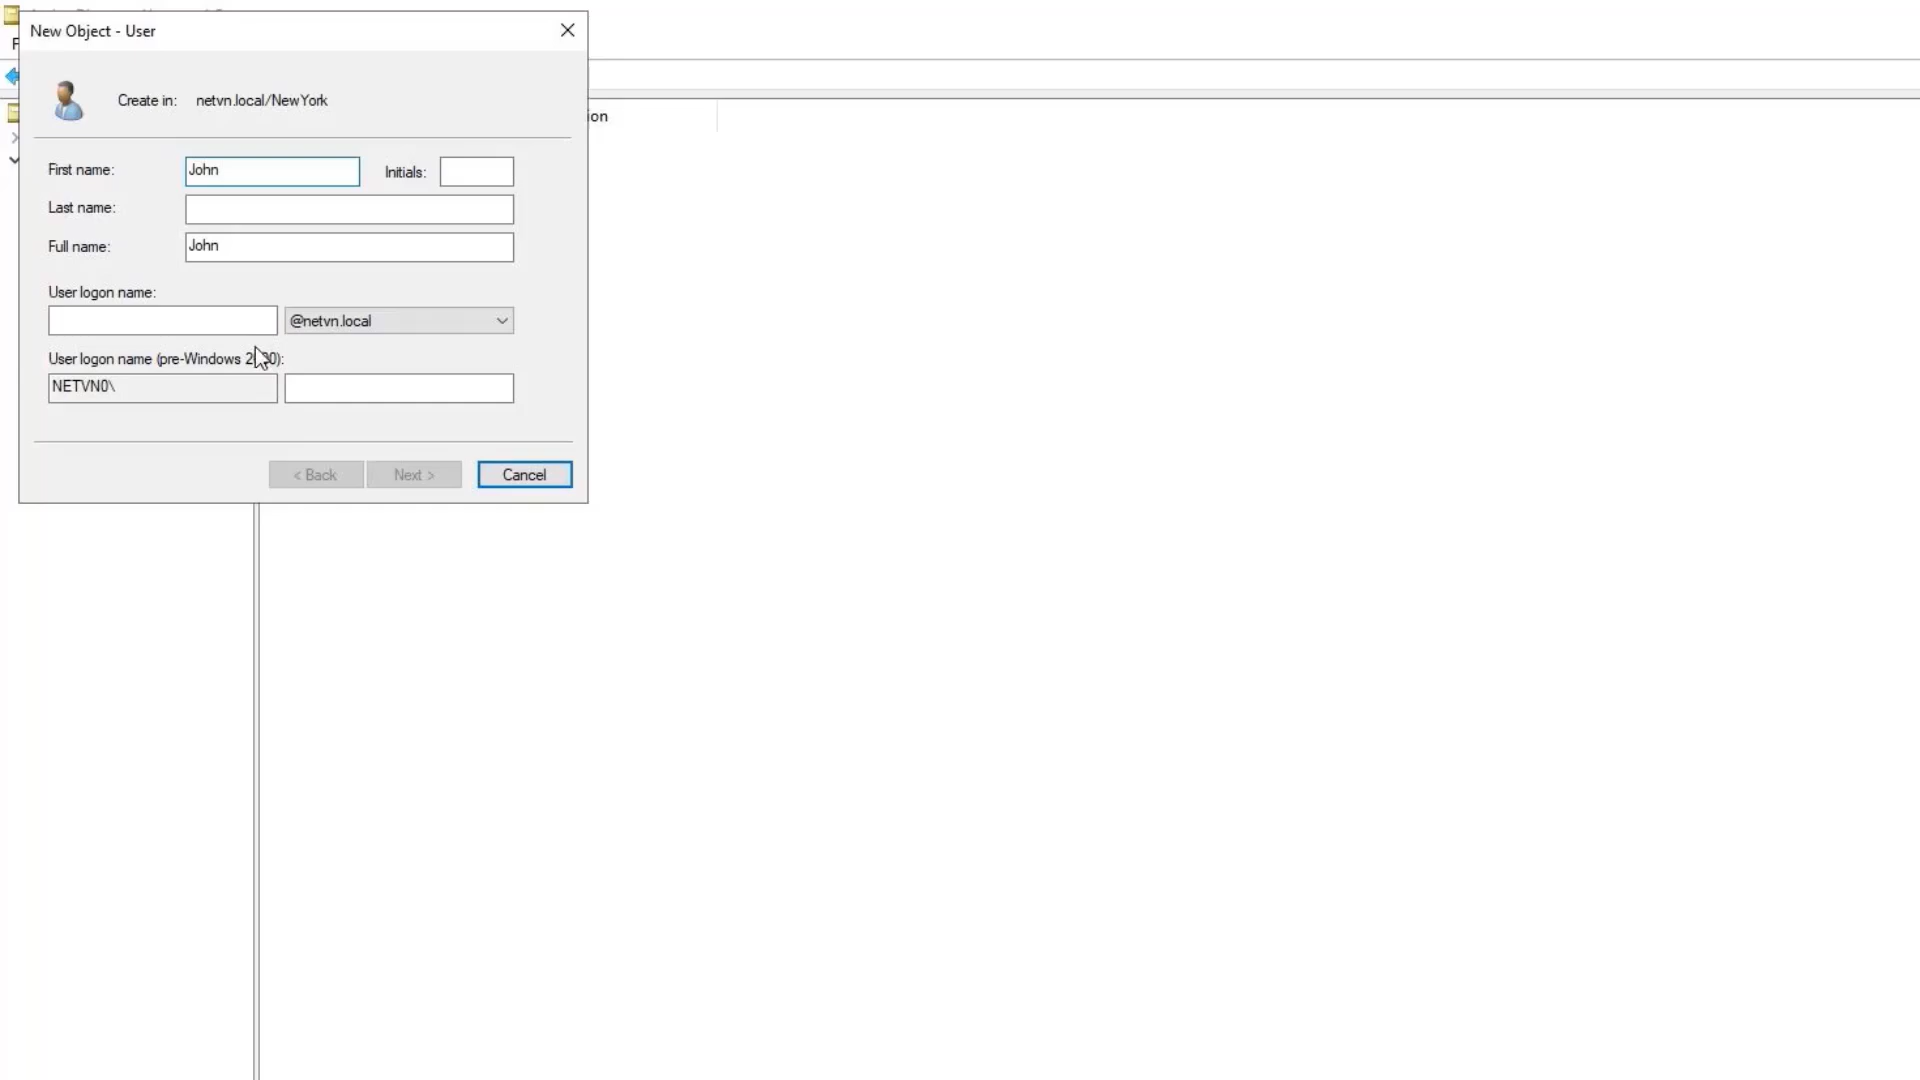 New Object - User
F
Create in: netvn.local/NewYork
ion
First name: John Initials:
Last name:
Full name: John
User logon name:
@netvn.local
User logon name (pre-Windows 2000):
NETVN0\
< Back Next > Cancel